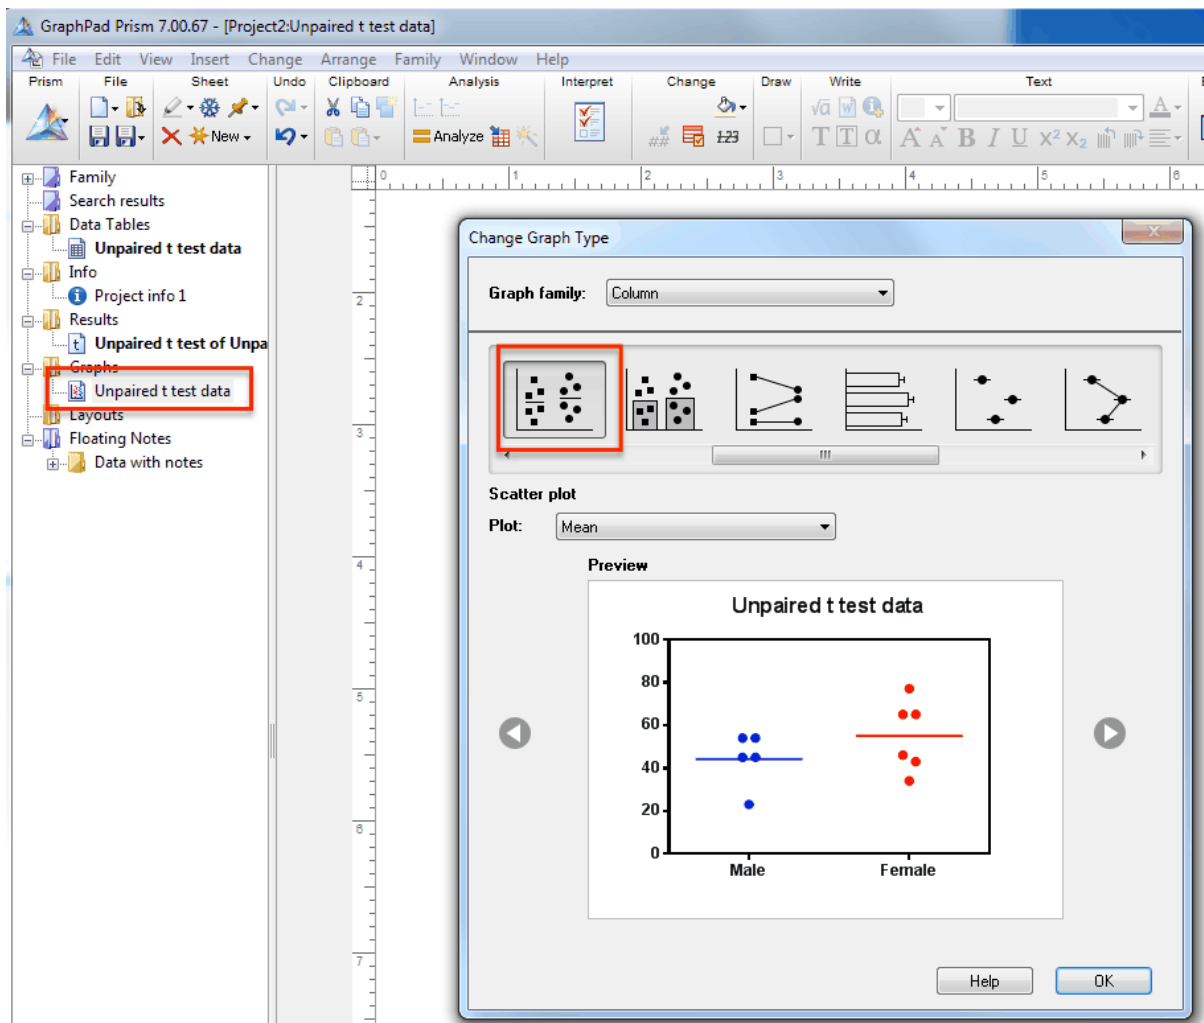 GraphPad Prism 7.00.67 - [Project2:Unpaired t test data]
File Edit View Insert Change Arrange Family Window Help
Prism File Sheet Undo Clipboard Analysis Interpret Change Draw Write Text
√α W
Analyze
New
123
T T α A A B I U X² X₂ A
0 1 2 3 4 5 6
Family
Search results
Data Tables
Unpaired t test data
Info
Project info 1
Results
Unpaired t test of Unpa
Graphs
Unpaired t test data
Layouts
Floating Notes
Data with notes
2
3
4
5
6
7
Change Graph Type
Graph family: Column
Scatter plot
Plot: Mean
Preview
Unpaired t test data
100
80
60
40
20
0
Male Female
Help OK